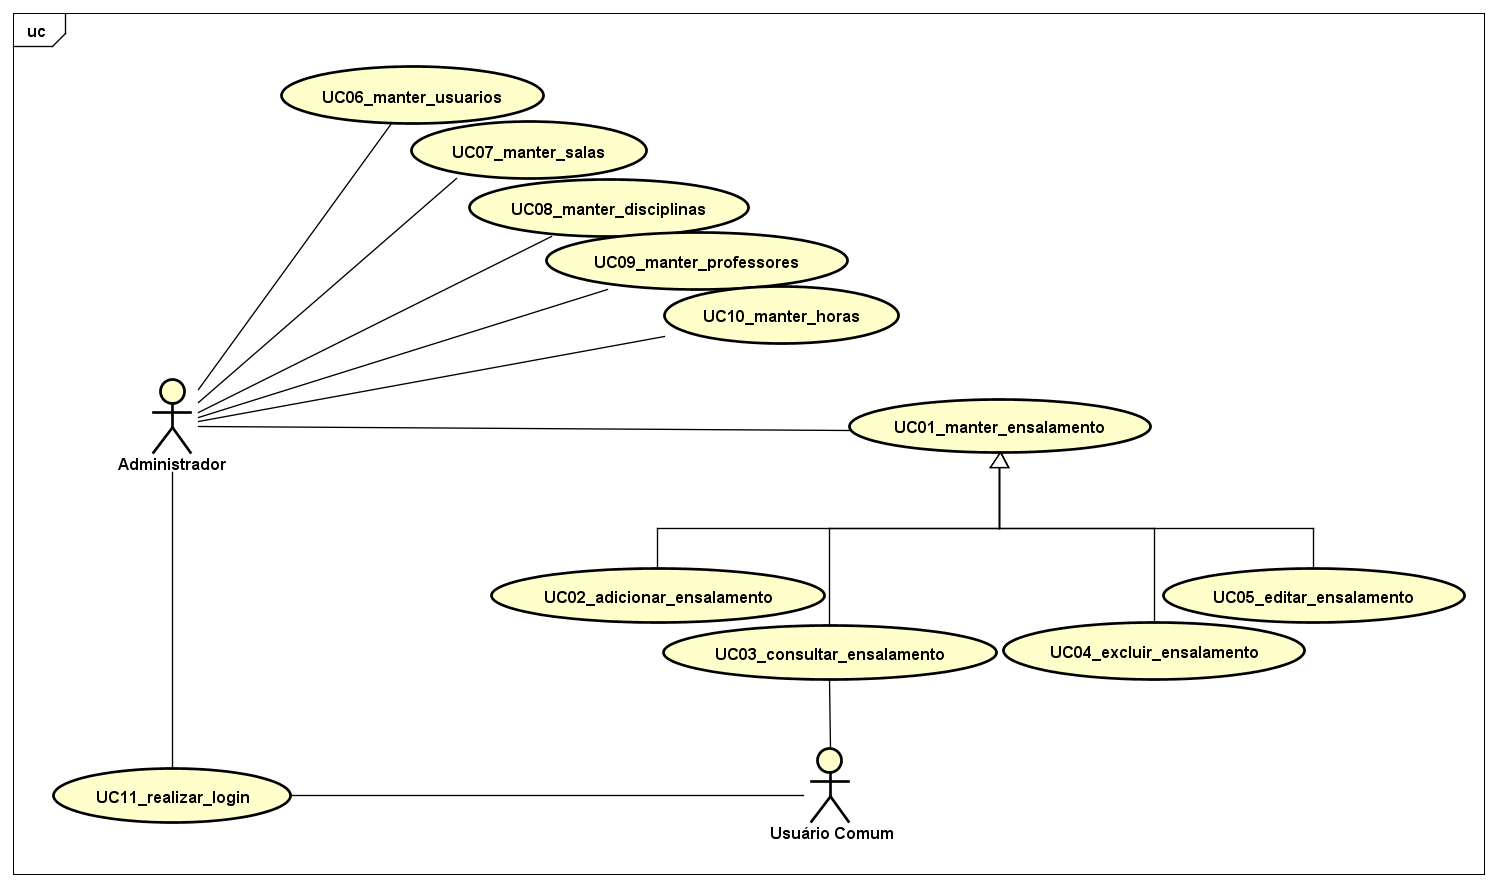 uc
UC06_manter_usuarios
UC07_manter_salas
UC08_manter_disciplinas
UC09_manter_professores
UC10_manter_horas
UC01_manter_ensalamento
Administrador
UC02_adicionar_ensalamento
UC05_editar_ensalamento
UC03_consultar_ensalamento
UC04_excluir_ensalamento
UC11_realizar_login
Usuário Comum